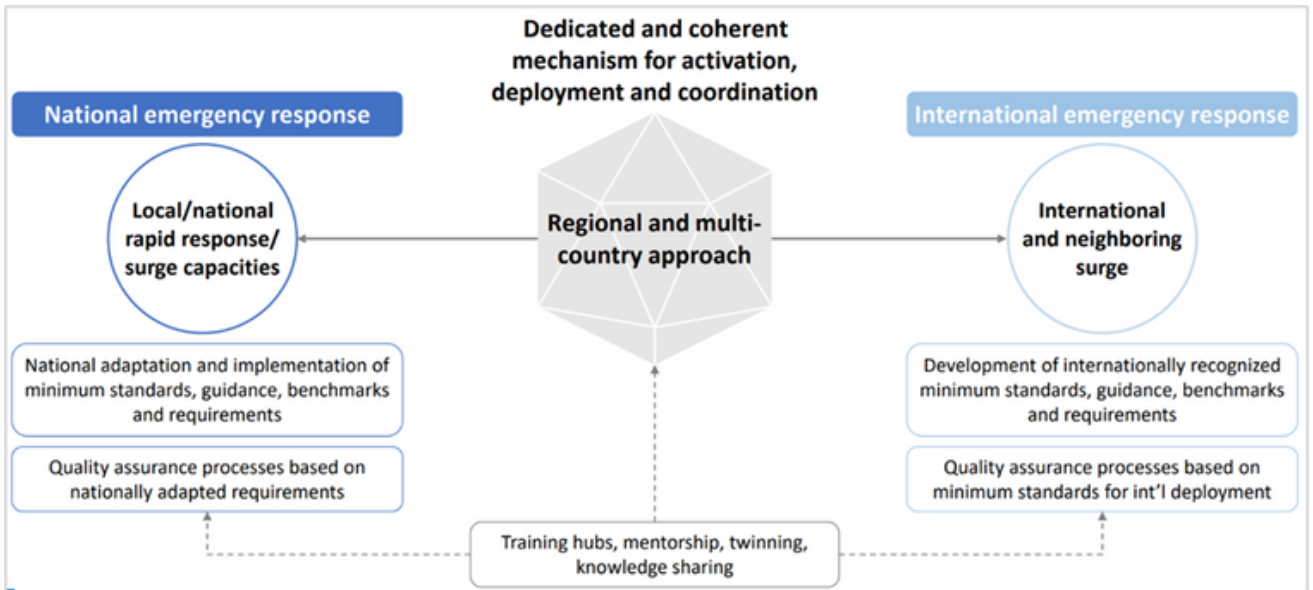 Dedicated and coherent
mechanism for activation,
deployment and coordination
National emergency response
International emergency response
Local/national
rapid response/
surge capacities
Regional and multi-
country approach
International
and neighboring
surge
National adaptation and implementation of
minimum standards, guidance, benchmarks
and requirements
Development of internationally recognized
minimum standards, guidance, benchmarks
and requirements
Quality assurance processes based on
nationally adapted requirements
Quality assurance processes based on
minimum standards for int'l deployment
Training hubs, mentorship, twinning,
knowledge sharing